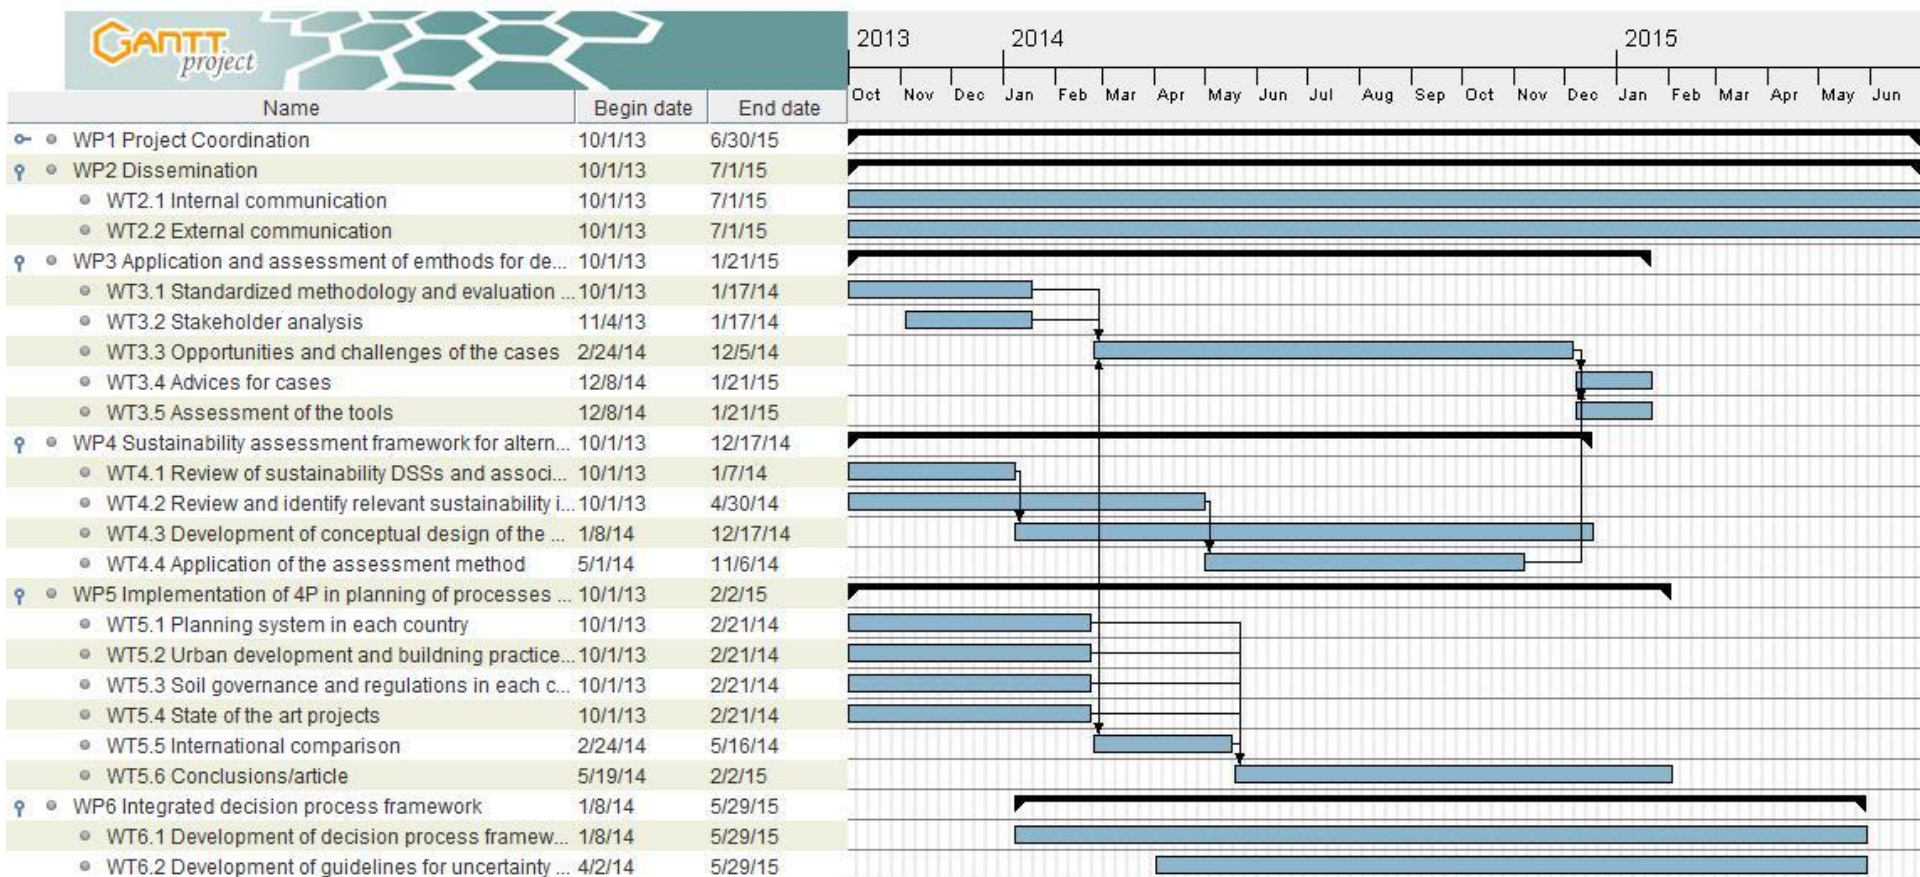 GANTT
project
2013 2014 2015
Oct Nov Dec Jan Feb Mar Apr May Jun Jul Aug Sep Oct Nov Dec Jan Feb Mar Apr May Jun
Name Begin date End date
WP1 Project Coordination 10/1/13 6/30/15
WP2 Dissemination 10/1/13 7/1/15
WT2.1 Internal communication 10/1/13 7/1/15
WT2.2 External communication 10/1/13 7/1/15
WP3 Application and assessment of emthods for de... 10/1/13 1/21/15
WT3.1 Standardized methodology and evaluation ... 10/1/13 1/17/14
WT3.2 Stakeholder analysis 11/4/13 1/17/14
WT3.3 Opportunities and challenges of the cases 2/24/14 12/5/14
WT3.4 Advices for cases 12/8/14 1/21/15
WT3.5 Assessment of the tools 12/8/14 1/21/15
WP4 Sustainability assessment framework for altern... 10/1/13 12/17/14
WT4.1 Review of sustainability DSSs and associ... 10/1/13 1/7/14
WT4.2 Review and identify relevant sustainability i... 10/1/13 4/30/14
WT4.3 Development of conceptual design of the ... 1/8/14 12/17/14
WT4.4 Application of the assessment method 5/1/14 11/6/14
WP5 Implementation of 4P in planning of processes ... 10/1/13 2/2/15
WT5.1 Planning system in each country 10/1/13 2/21/14
WT5.2 Urban development and buildning practice... 10/1/13 2/21/14
WT5.3 Soil governance and regulations in each c... 10/1/13 2/21/14
WT5.4 State of the art projects 10/1/13 2/21/14
WT5.5 International comparison 2/24/14 5/16/14
WT5.6 Conclusions/article 5/19/14 2/2/15
WP6 Integrated decision process framework 1/8/14 5/29/15
WT6.1 Development of decision process framew... 1/8/14 5/29/15
WT6.2 Development of guidelines for uncertainty ... 4/2/14 5/29/15